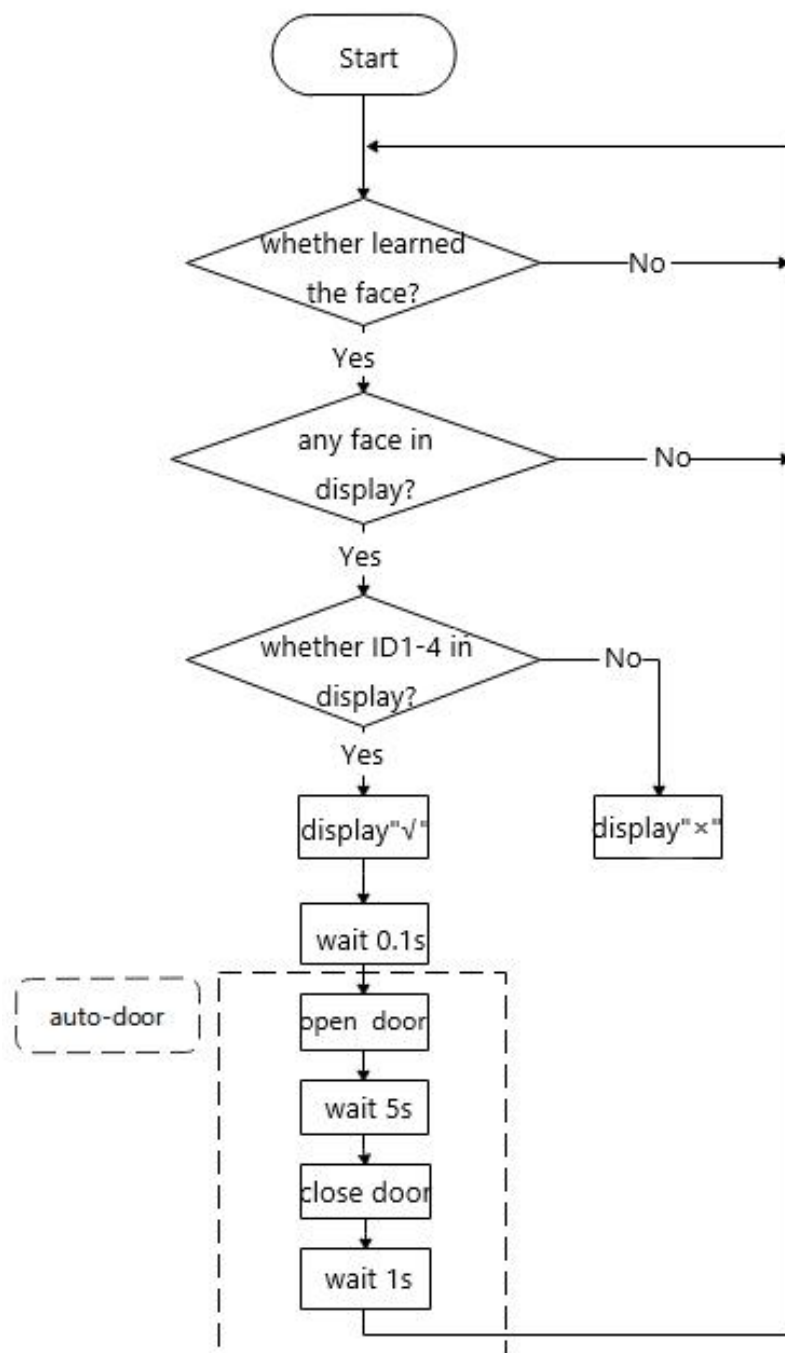 Start
whether learned
the face?
No
Yes
any face in
display?
No
Yes
whether ID1-4 in
display?
No
Yes
display"√"
display"×"
wait 0.1s
auto-door
open door
wait 5s
close door
wait 1s